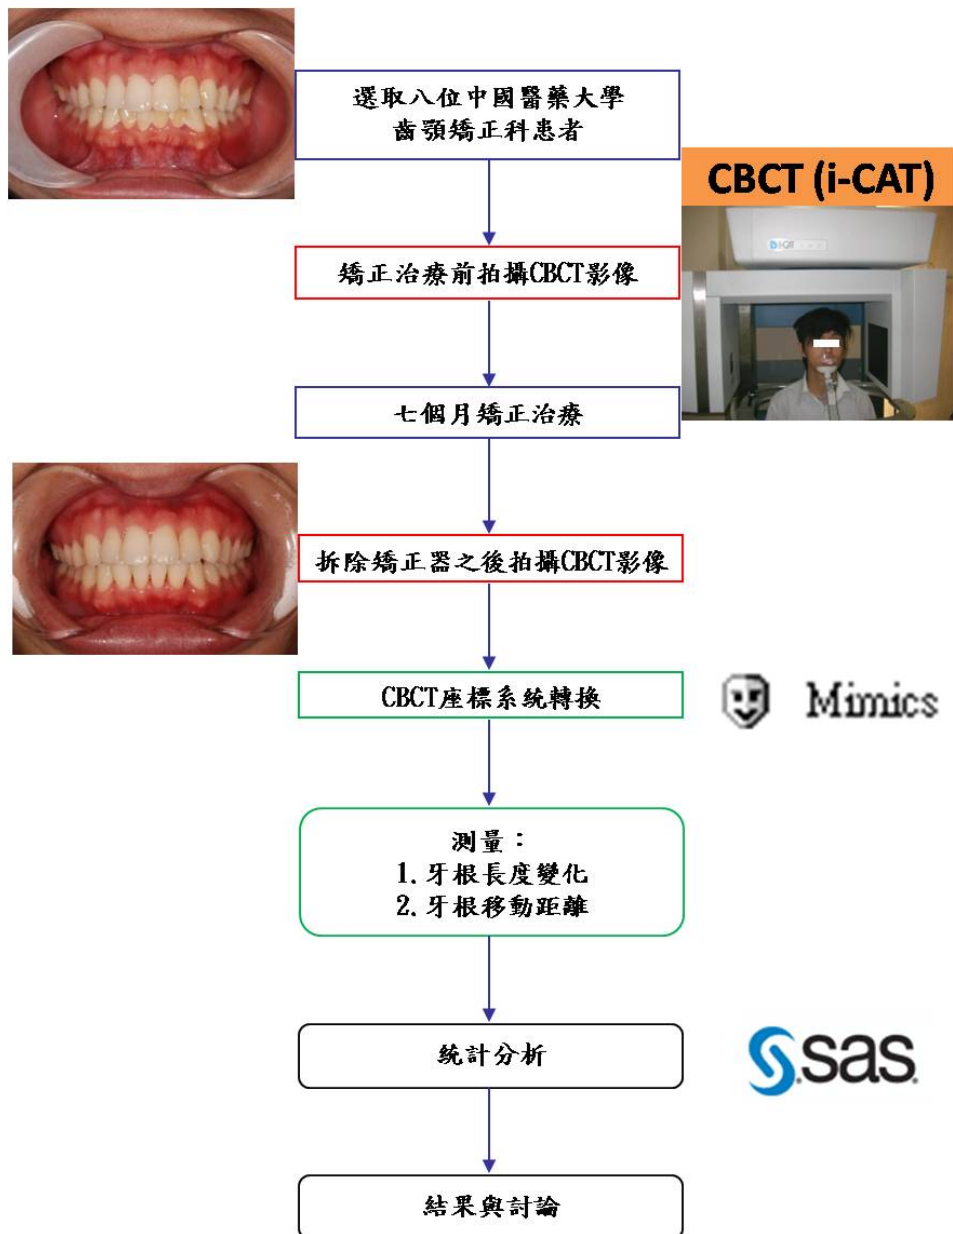 選取八位中國醫藥大學
齒顎矯正科患者
CBCT (i-CAT)
i-CAT
矯正治療前拍攝CBCT影像
七個月矯正治療
拆除矯正器之後拍攝CBCT影像
CBCT座標系統轉換
Mimics
測量：
1. 牙根長度變化
2. 牙根移動距離
統計分析
sas
結果與討論